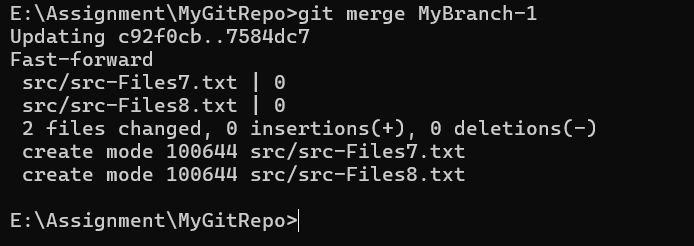 E:\Assignment\MyGitRepo>git merge MyBranch-1
Updating c92f0cb..7584dc7
Fast-forward
 src/src-Files7.txt | 0
 src/src-Files8.txt | 0
 2 files changed, 0 insertions(+), 0 deletions(-)
 create mode 100644 src/src-Files7.txt
 create mode 100644 src/src-Files8.txt
E:\Assignment\MyGitRepo>